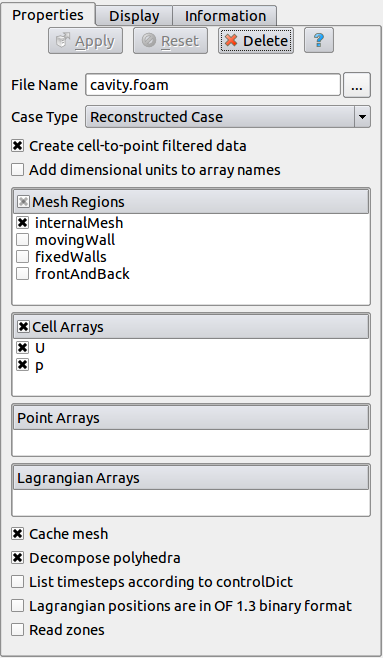 Properties Display Information
Apply Reset Delete ?
File Name cavity.foam ...
Case Type Reconstructed Case
Create cell-to-point filtered data
Add dimensional units to array names
Mesh Regions
internalMesh
movingWall
fixedWalls
frontAndBack
Cell Arrays
U
p
Point Arrays
Lagrangian Arrays
Cache mesh
Decompose polyhedra
List timesteps according to controlDict
Lagrangian positions are in OF 1.3 binary format
Read zones